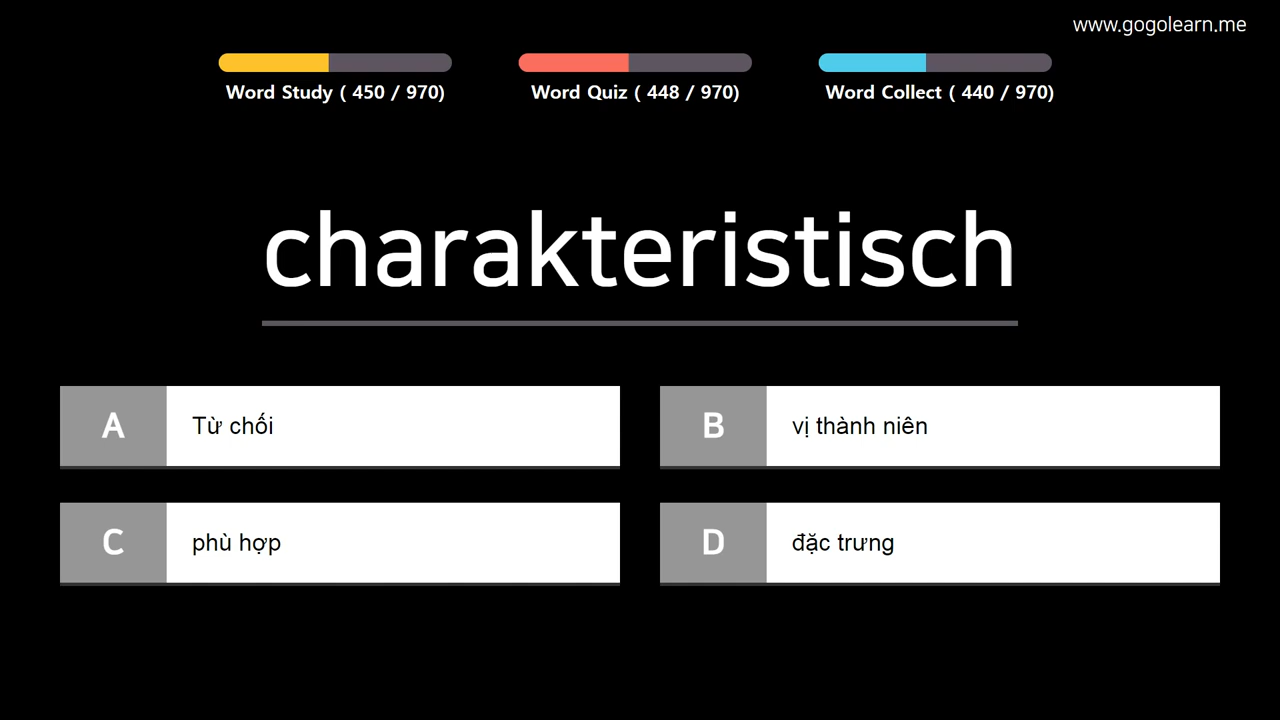 www.gogolearn.me
Word Study ( 450 / 970)
Word Quiz ( 448 / 970)
Word Collect ( 440 / 970)
charakteristisch
A Từ chối
B vị thành niên
C phù hợp
D đặc trưng